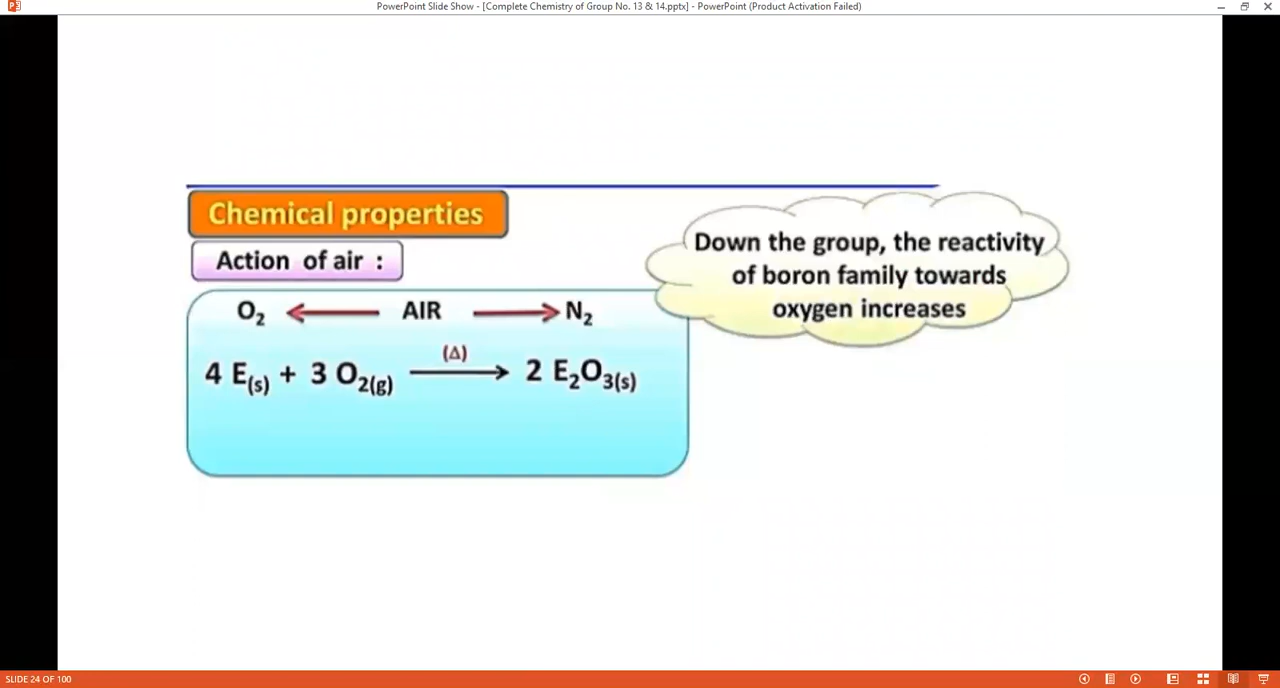 PowerPoint Slide Show - [Complete Chemistry of Group No. 13 & 14.pptx] - PowerPoint (Product Activation Failed)
Chemical properties
Action of air :
Down the group, the reactivity
of boron family towards
oxygen increases
O₂ ← AIR → N₂
(Δ)
4 E(s) + 3 O₂(g) → 2 E₂O₃(s)
SLIDE 24 OF 100